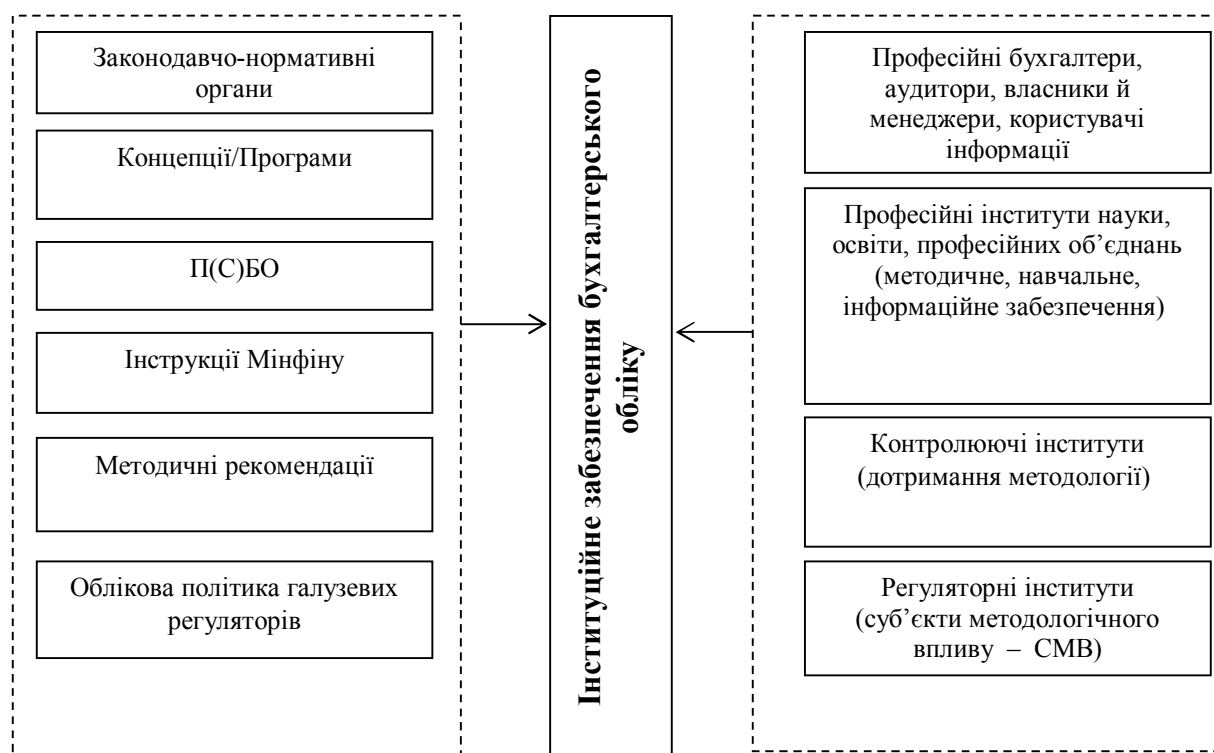 Законодавчо-нормативні
органи
Концепції/Програми
П(С)БО
Інструкції Мінфіну
Методичні рекомендації
Облікова політика галузевих
регуляторів
Інституційне забезпечення бухгалтерського
обліку
Професійні бухгалтери,
аудитори, власники й
менеджери, користувачі
інформації
Професійні інститути науки,
освіти, професійних об’єднань
(методичне, навчальне,
інформаційне забезпечення)
Контролюючі інститути
(дотримання методології)
Регуляторні інститути
(суб’єкти методологічного
впливу – СМВ)